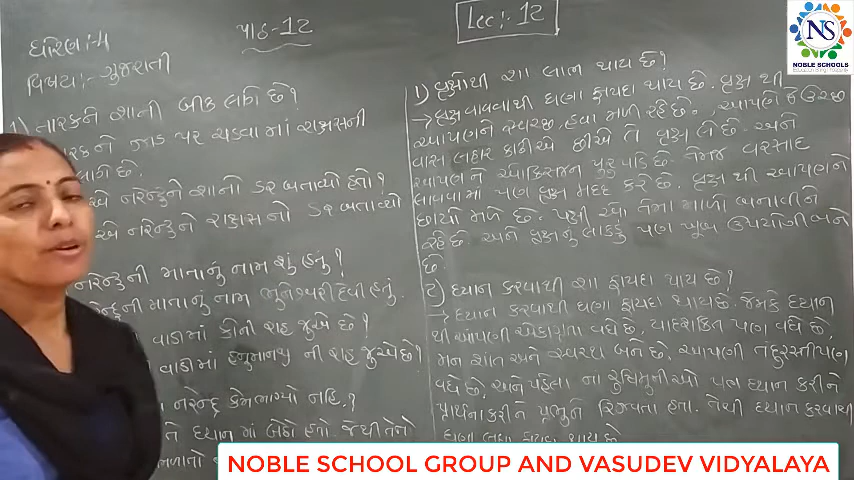 ધોરણ :- 4
પાઠ - 12
Lec :- 12
વિષય :- ગુજરાતી
NS
NOBLE SCHOOLS
1) તારકને શાની બીક લાગે છે?
તારકને ઝાડ પર ચડવામાં રાક્ષસની
લાગે છે.
એ નરેન્દ્રને શાનો ડર બતાવ્યો હતો?
એ નરેન્દ્રને રાક્ષસનો ડર બતાવ્યો
નરેન્દ્રની માતાનું નામ શું હતું?
નરેન્દ્રની માતાનું નામ ભુવનેશ્વરીદેવી હતું.
વાડીમાં કોની રાહ જુએ છે?
વાડીમાં હનુમાનજી ની રાહ જુએ છે?
નરેન્દ્ર કેમ ભાગ્યો નહિ.?
ને ધ્યાન માં બેઠો હતો. જેથી તેનો
1) વૃક્ષોથી શા લાભ થાય છે?
→ વૃક્ષ વાવવાથી ઘણા ફાયદા થાય છે. વૃક્ષ થી
આપણને સ્વચ્છ હવા મળી રહે છે. આપણે જે ઉચ્છ
વાસ બહાર કાઢીએ છીએ તે વૃક્ષ લે છે. અને
આપણને ઓક્સિજન પુરુ પાડે છે. તેમજ વરસાદ
લાવવામાં પણ વૃક્ષ મદદ કરે છે. વૃક્ષ થી આપણને
છાયો મળે છે. પક્ષી તેમા માળો બનાવીને
રહે છે અને વૃક્ષનું લાકડું પણ ખૂબ ઉપયોગી બને
છે.
2) ધ્યાન કરવાથી શા ફાયદા થાય છે?
→ ધ્યાન કરવાથી ઘણા ફાયદા થાય છે. જેમકે ધ્યાન
થી આપણી એકાગ્રતા વધે છે, યાદશકિત પણ વધે છે,
મન શાંત અને સ્વસ્થ બને છે, આપણી તંદુરસ્તી પણ
વધે છે, અને પહેલા ના ઋષિમુનીઓ પણ ધ્યાન કરીને
પ્રાર્થના કરીને પ્રભુને રિઝવતા હતા. તેથી ધ્યાન કરવાથી
ઘણા બધા ફાયદા થાય છે
NOBLE SCHOOL GROUP AND VASUDEV VIDYALAYA